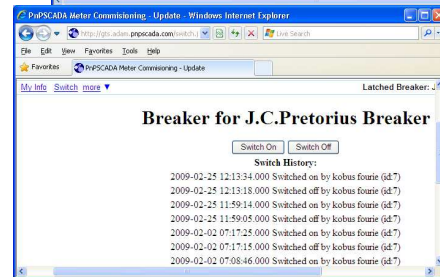 PnPSCADA Meter Commisioning - Update - Windows Internet Explorer
http://gts.adam.pnpscada.com/switch.j
Live Search
File Edit View Favorites Tools Help
Favorites PnPSCADA Meter Commisioning - Update
My Info Switch more ▼ Latched Breaker: J
Breaker for J.C.Pretorius Breaker
Switch On Switch Off
Switch History:
2009-02-25 12:13:34.000 Switched on by kobus fourie (id:7)
2009-02-25 12:13:18.000 Switched off by kobus fourie (id:7)
2009-02-25 11:59:14.000 Switched on by kobus fourie (id:7)
2009-02-25 11:59:05.000 Switched off by kobus fourie (id:7)
2009-02-02 07:17:25.000 Switched on by kobus fourie (id:7)
2009-02-02 07:17:15.000 Switched off by kobus fourie (id:7)
2009-02-02 07:08:46.000 Switched on by kobus fourie (id:7)